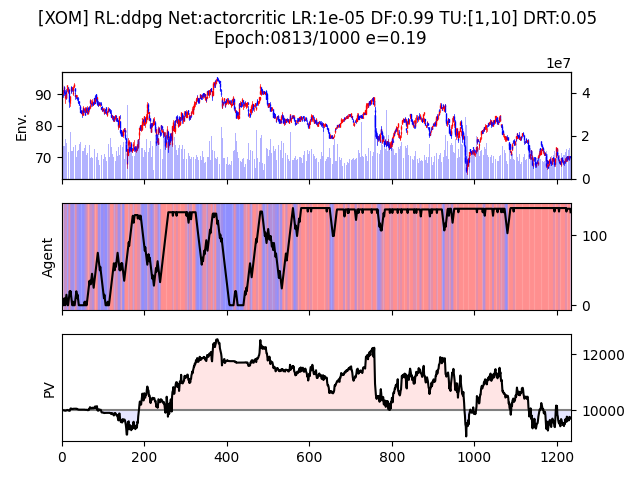 [XOM] RL:ddpg Net:actorcritic LR:1e-05 DF:0.99 TU:[1,10] DRT:0.05
Epoch:0813/1000 e=0.19
1e7
Env.
90
80
70
4
2
0
Agent
100
0
PV
12000
10000
0 200 400 600 800 1000 1200